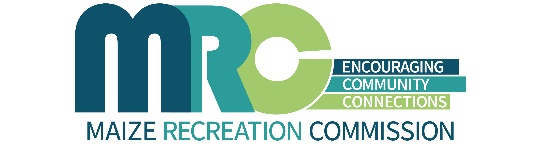 MRC
ENCOURAGING
COMMUNITY
CONNECTIONS
MAIZE RECREATION COMMISSION